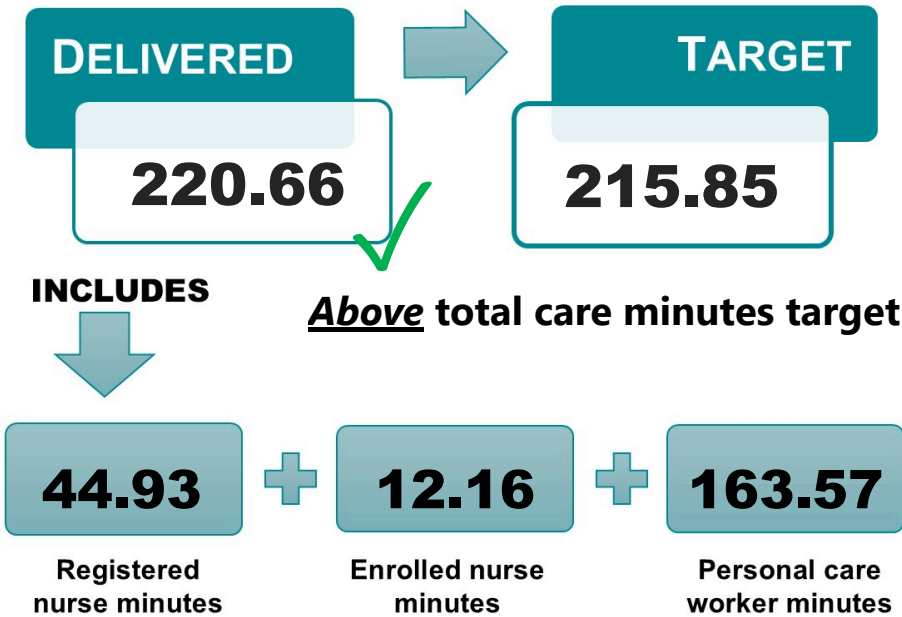 DELIVERED
TARGET
220.66
215.85
INCLUDES
Above total care minutes target
44.93
12.16
163.57
Registered
nurse minutes
Enrolled nurse
minutes
Personal care
worker minutes